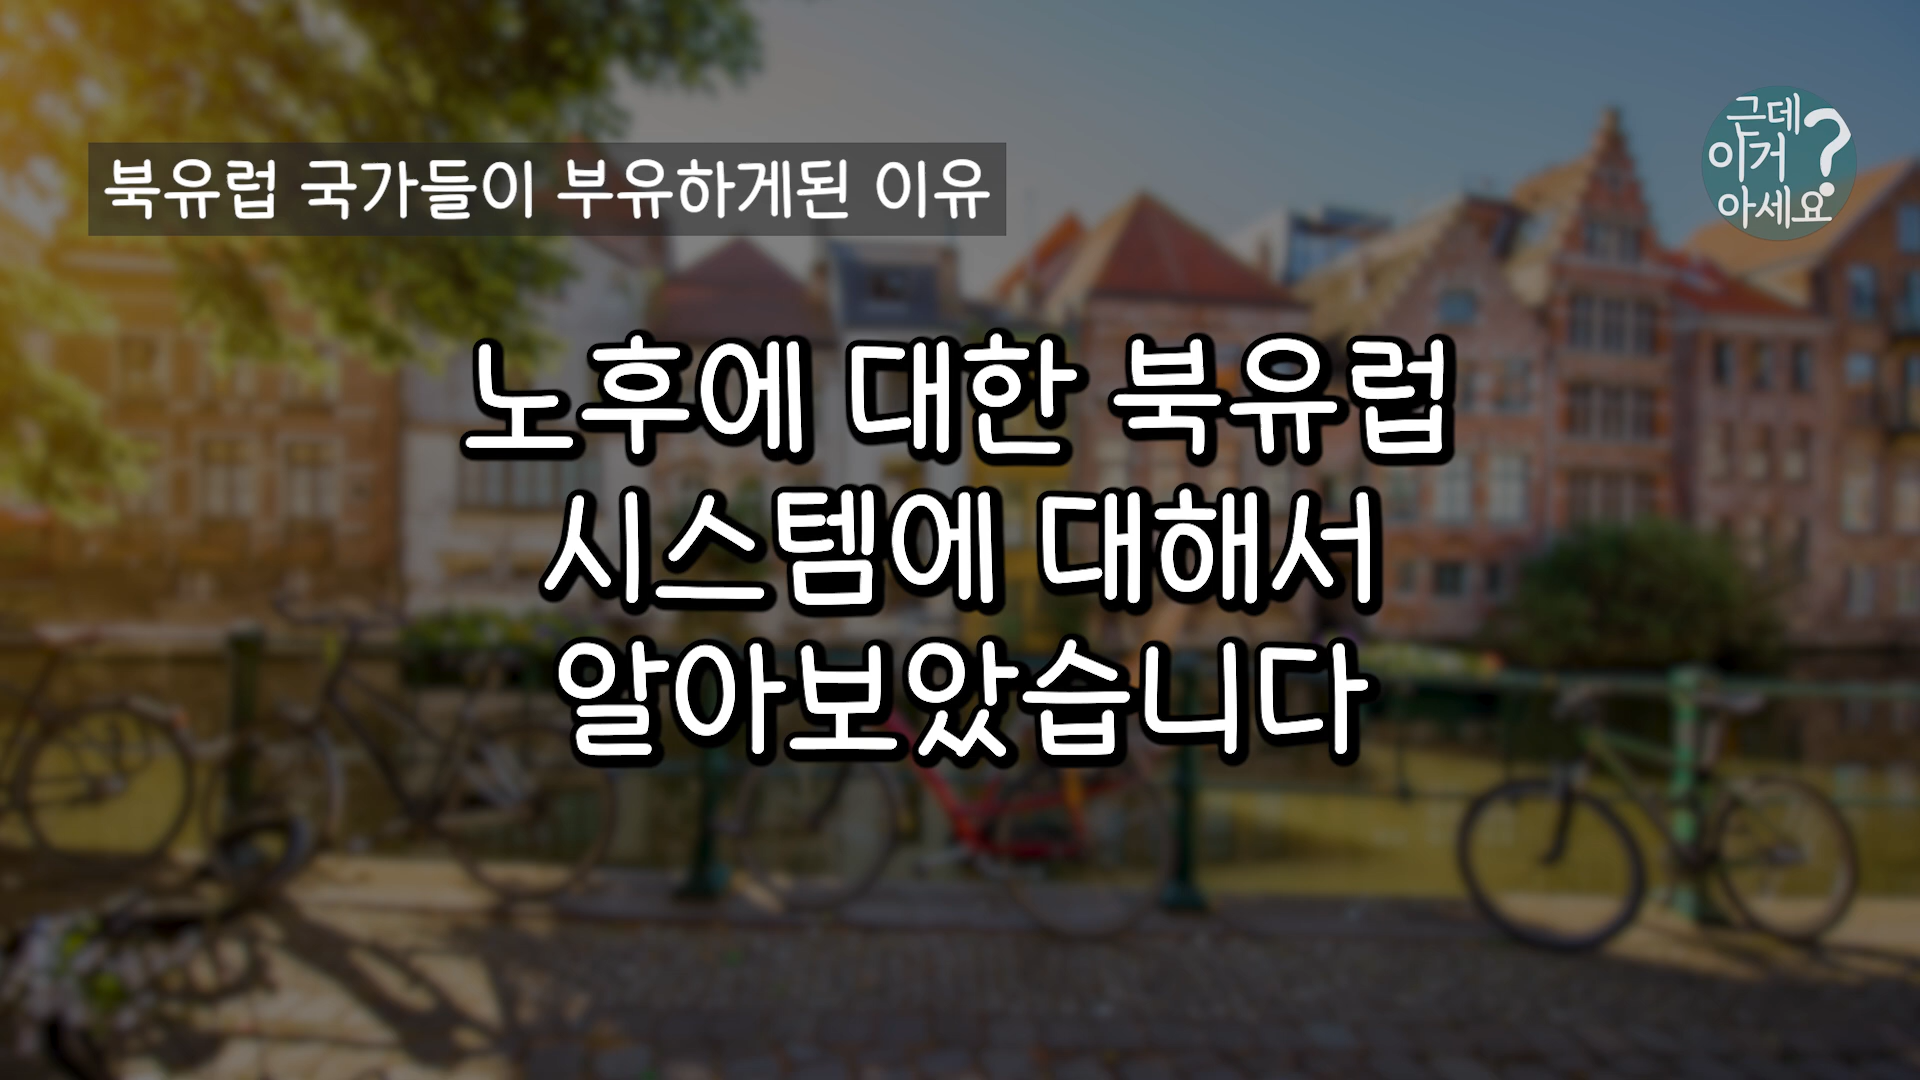 북유럽 국가들이 부유하게된 이유
근데
이거?
아세요
노후에 대한 북유럽
시스템에 대해서
알아보았습니다